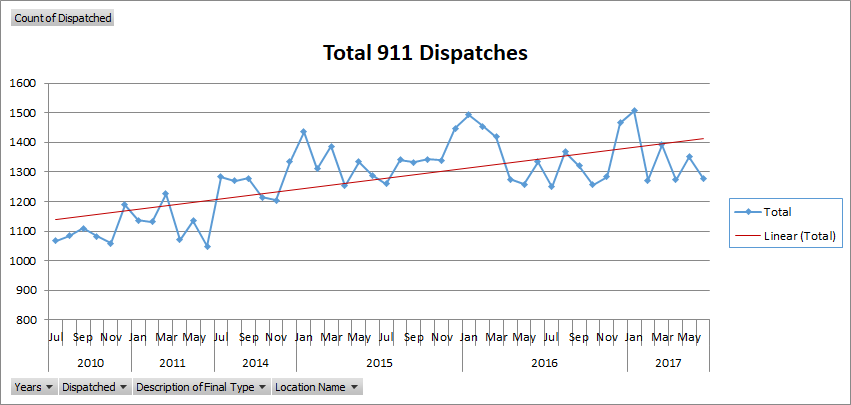 Count of Dispatched
Total 911 Dispatches
1600
1500
1400
1300
1200
1100
1000
900
800
Total
Linear (Total)
Jul Sep Nov Jan Mar May Jul Sep Nov Jan Mar May Jul Sep Nov Jan Mar May Jul Sep Nov Jan Mar May
2010 2011 2014 2015 2016 2017
Years Dispatched Description of Final Type Location Name